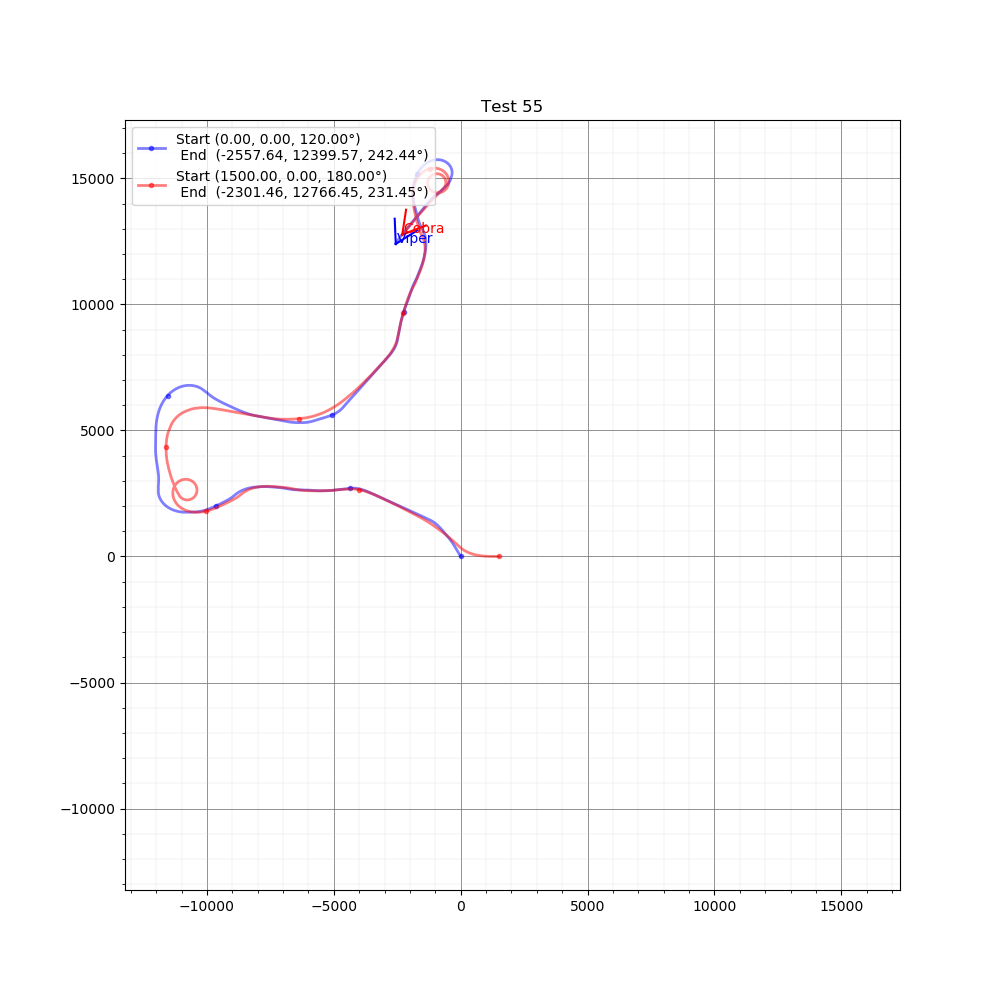 Test 55
Start (0.00, 0.00, 120.00°)
End (-2557.64, 12399.57, 242.44°)
Start (1500.00, 0.00, 180.00°)
End (-2301.46, 12766.45, 231.45°)
Cobra
Viper
15000
10000
5000
0
−5000
−10000
−10000 −5000 0 5000 10000 15000